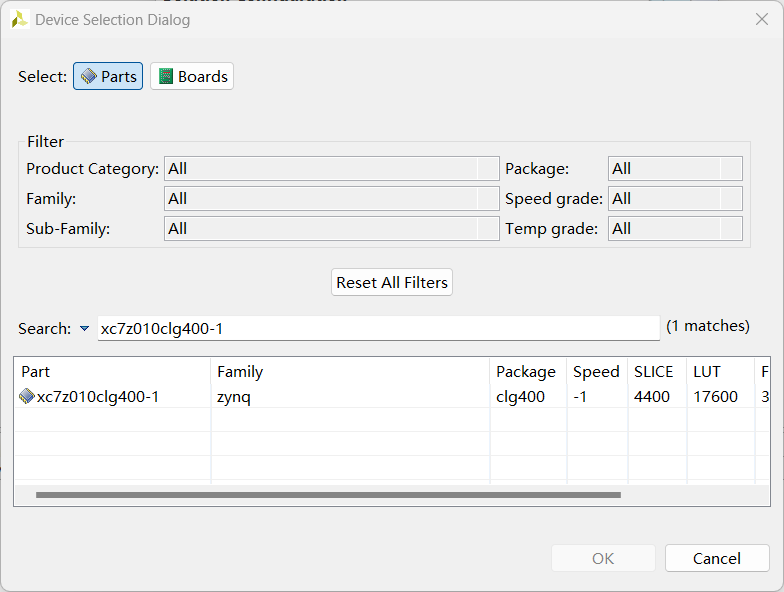 Device Selection Dialog
Select: Parts Boards
Filter
Product Category: All Package: All
Family: All Speed grade: All
Sub-Family: All Temp grade: All
Reset All Filters
Search: xc7z010clg400-1 (1 matches)
Part Family Package Speed SLICE LUT F
xc7z010clg400-1 zynq clg400 -1 4400 17600 3
OK Cancel